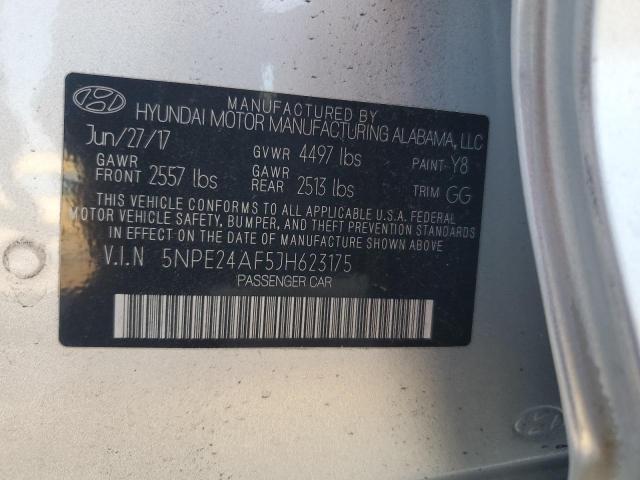 MANUFACTURED BY
HYUNDAI MOTOR MANUFACTURING ALABAMA, LLC
Jun/27/17 GVWR 4497 lbs PAINT Y8
GAWR FRONT 2557 lbs GAWR REAR 2513 lbs TRIM GG
THIS VEHICLE CONFORMS TO ALL APPLICABLE U.S.A. FEDERAL
MOTOR VEHICLE SAFETY, BUMPER, AND THEFT PREVENTION STANDARDS
IN EFFECT ON THE DATE OF MANUFACTURE SHOWN ABOVE.
V.I.N 5NPE24AF5JH623175
PASSENGER CAR